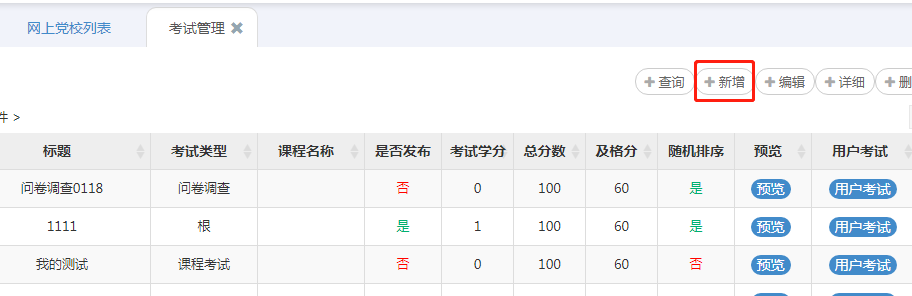 网上党校列表 考试管理
查询 新增 编辑 详细 删
件 >
标题 考试类型 课程名称 是否发布 考试学分 总分数 及格分 随机排序 预览 用户考试
问卷调查0118 问卷调查 否 0 100 60 是 预览 用户考试
1111 根 是 1 100 60 是 预览 用户考试
我的测试 课程考试 否 0 100 60 否 预览 用户考试